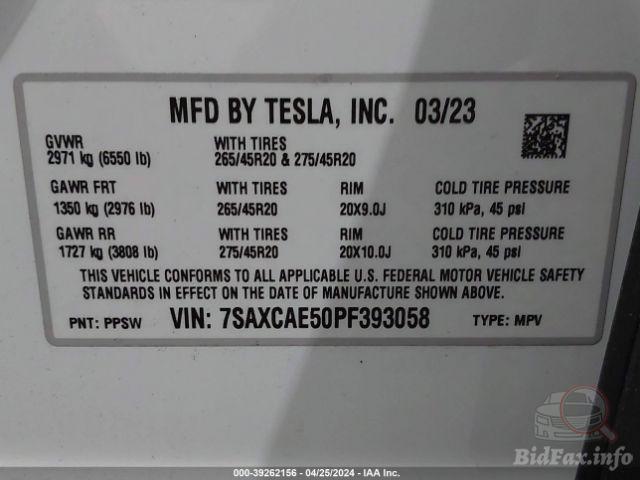 MFD BY TESLA, INC. 03/23
GVWR WITH TIRES
2971 kg (6550 lb) 265/45R20 & 275/45R20
GAWR FRT WITH TIRES RIM COLD TIRE PRESSURE
1350 kg (2976 lb) 265/45R20 20X9.0J 310 kPa, 45 psi
GAWR RR WITH TIRES RIM COLD TIRE PRESSURE
1727 kg (3808 lb) 275/45R20 20X10.0J 310 kPa, 45 psi
THIS VEHICLE CONFORMS TO ALL APPLICABLE U.S. FEDERAL MOTOR VEHICLE SAFETY
STANDARDS IN EFFECT ON THE DATE OF MANUFACTURE SHOWN ABOVE.
PNT: PPSW VIN: 7SAXCAE50PF393058 TYPE: MPV
BidFax.info
000-39262156 - 04/25/2024 - IAA Inc.